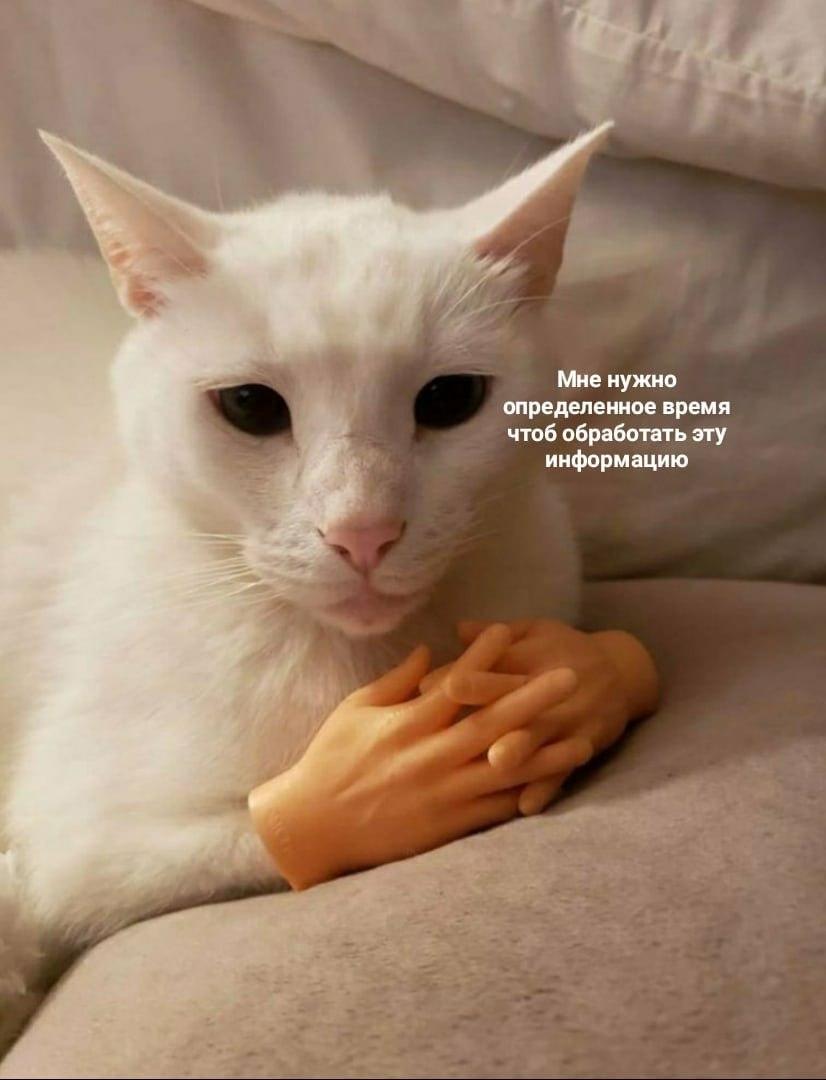 Мне нужно
определенное время
чтоб обработать эту
информацию